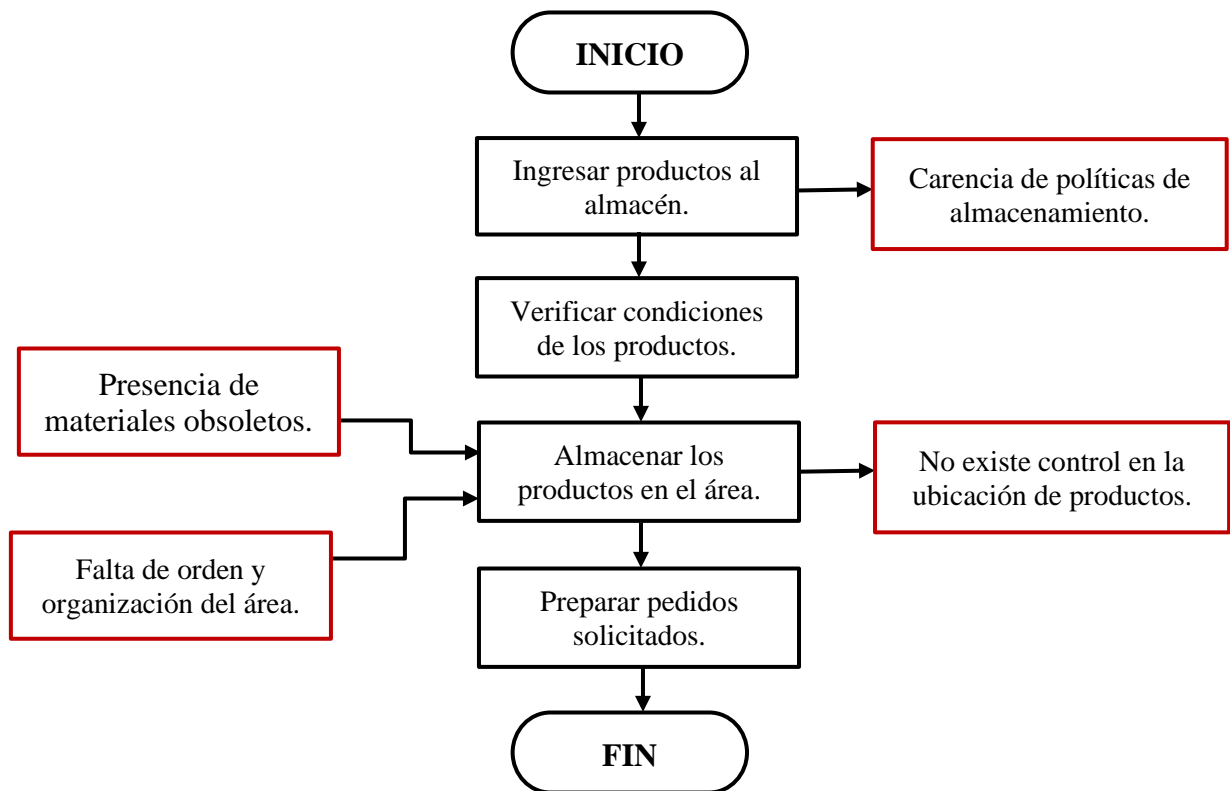 INICIO
Ingresar productos al
almacén.
Carencia de políticas de
almacenamiento.
Verificar condiciones
de los productos.
Presencia de
materiales obsoletos.
Almacenar los
productos en el área.
No existe control en la
ubicación de productos.
Falta de orden y
organización del área.
Preparar pedidos
solicitados.
FIN